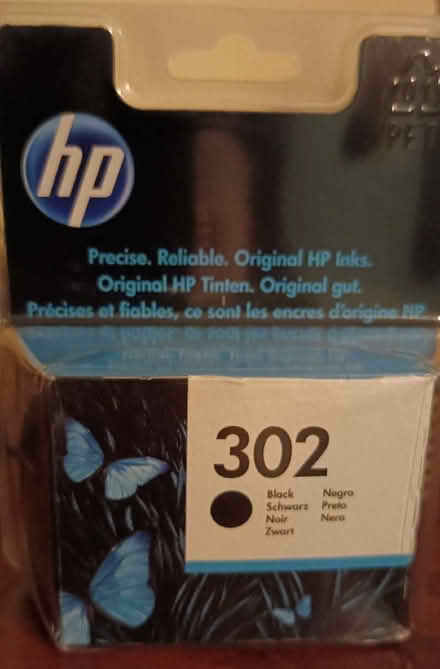 hp
Precise. Reliable. Original HP Inks.
Original HP Tinten. Original gut.
Précises et fiables, ce sont les encres d'origine HP
302
Black Negro
Schwarz Preto
Noir Nero
Zwart